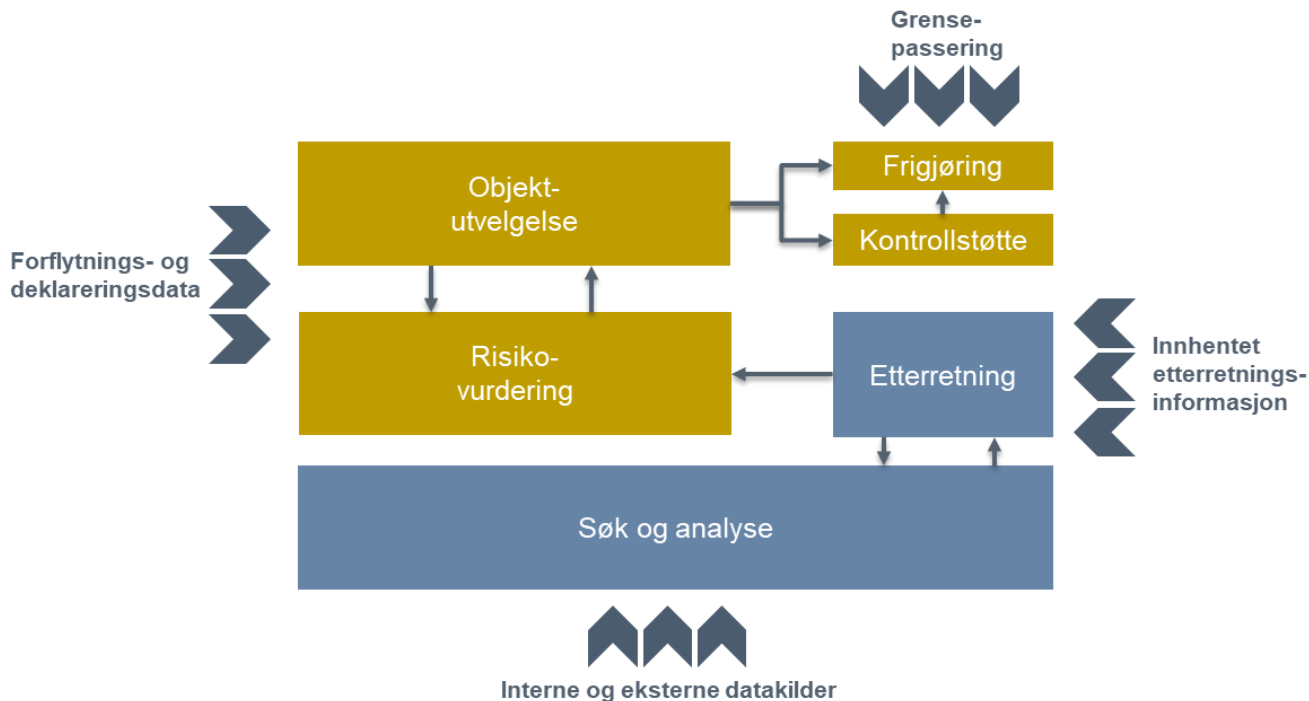 Grense-
passering
Objekt-
utvelgelse
Frigjøring
Kontrollstøtte
Forflytnings- og
deklareringsdata
Risiko-
vurdering
Etterretning
Innhentet
etterretnings-
informasjon
Søk og analyse
Interne og eksterne datakilder